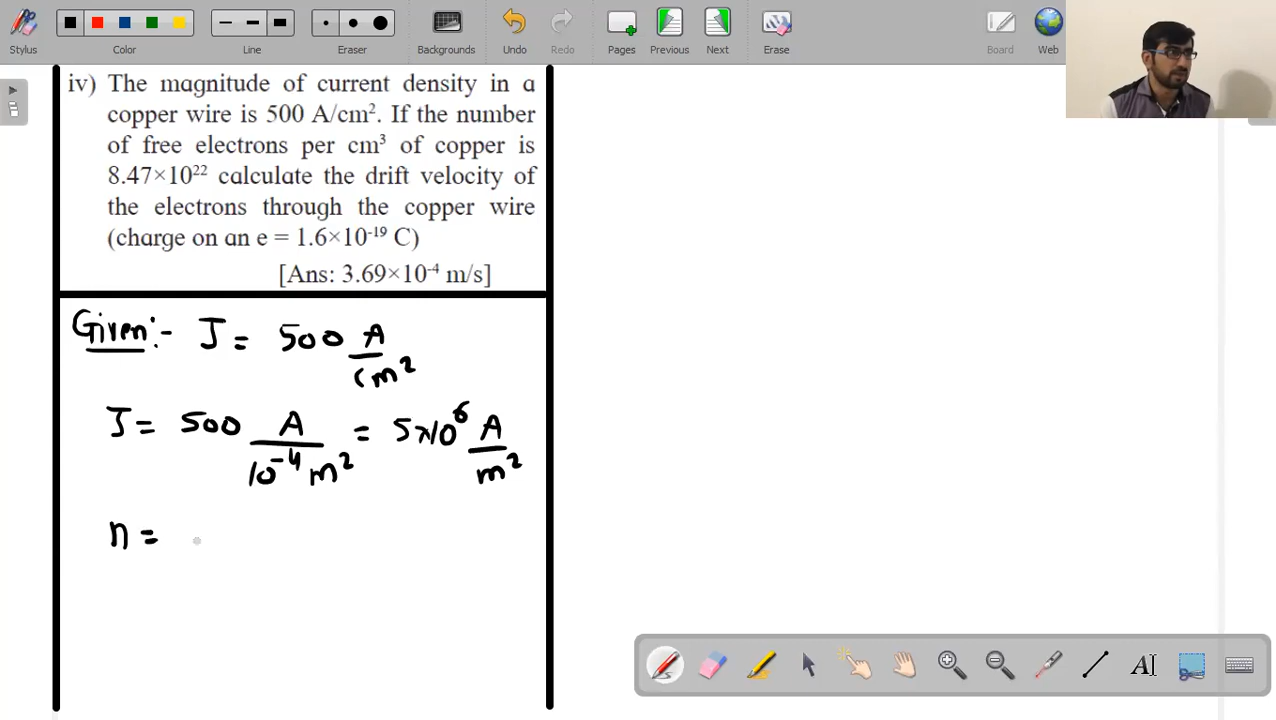 Stylus
Color
Line
Eraser
Backgrounds
Undo
Redo
Pages
Previous
Next
Erase
Board
Web
iv) The magnitude of current density in a
copper wire is 500 A/cm². If the number
of free electrons per cm³ of copper is
8.47×10²² calculate the drift velocity of
the electrons through the copper wire
(charge on an e = 1.6×10⁻¹⁹ C)
[Ans: 3.69×10⁻⁴ m/s]
Given:- J = 500 A/cm²
J = 500 A/10⁻⁴ m² = 5×10⁶ A/m²
n =